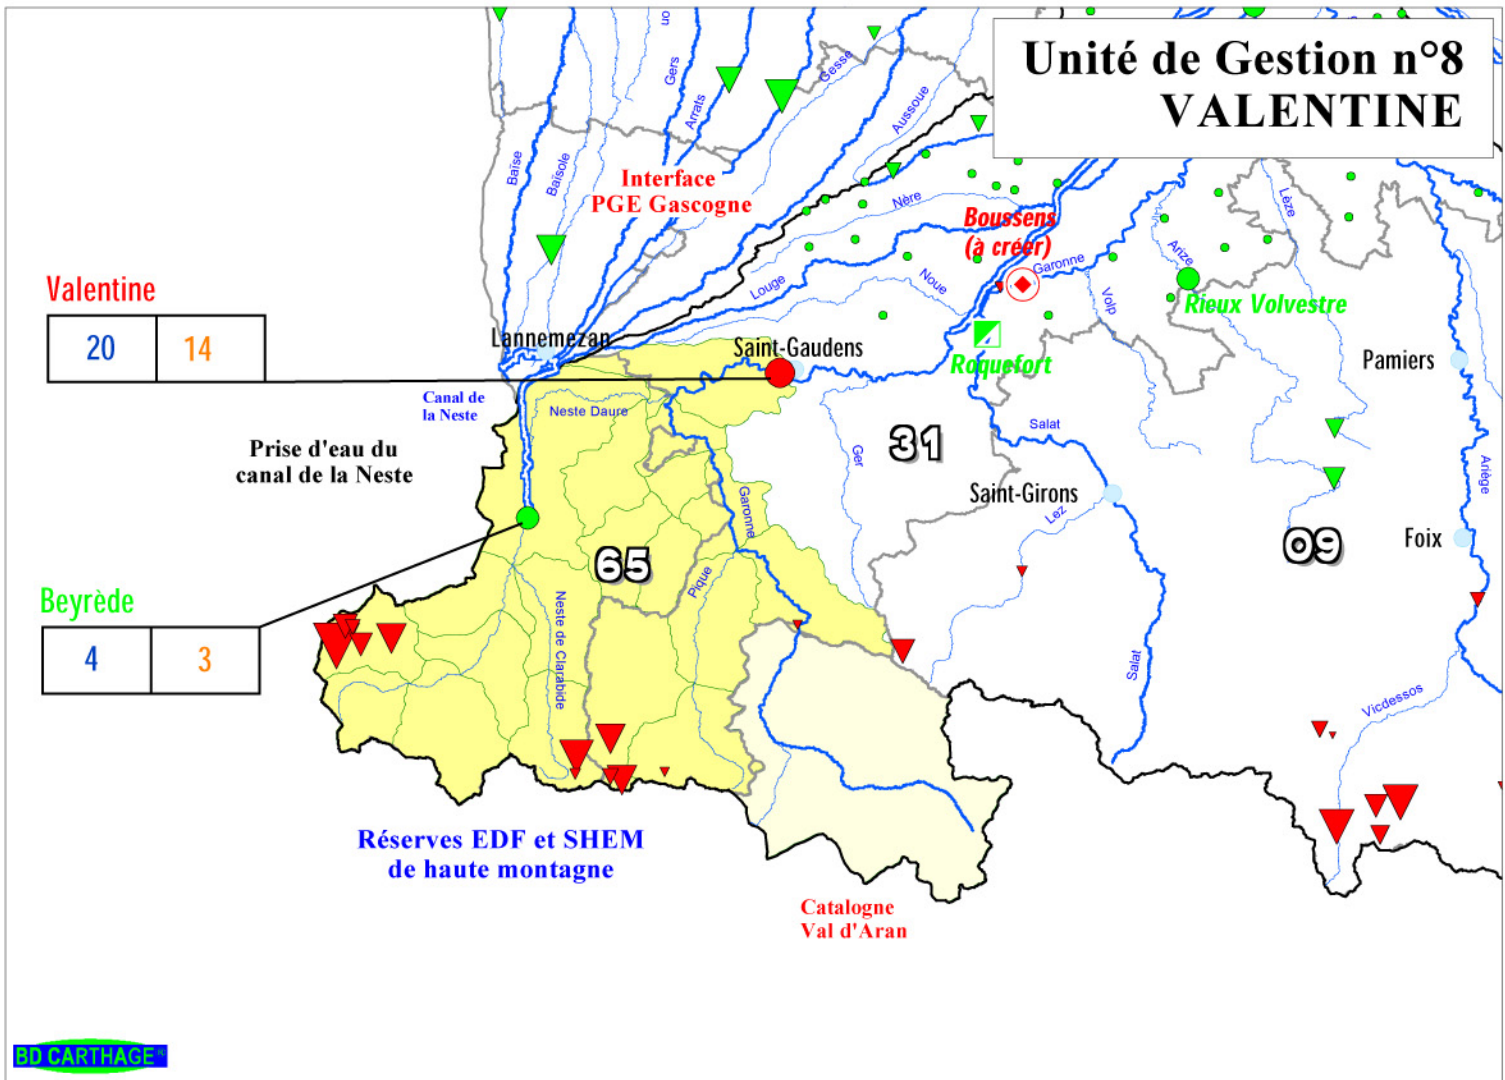 Unité de Gestion n°8
VALENTINE
on
Gers
Arrats
Gesse
Aussoue
Baïse
Baïsole
Interface
PGE Gascogne
Nère
Lèze
Boussens
(à créer)
Garonne
Arize
Louge
Noue
Volp
Rieux Volvestre
Valentine
20
14
Lannemezan
Saint-Gaudens
Roquefort
Pamiers
Canal de
la Neste
Neste Daure
Prise d'eau du
canal de la Neste
Ger
31
Salat
Ariège
Saint-Girons
Lez
Garonne
09
Foix
65
Pique
Beyrède
4
3
Neste de Clarabide
Salat
Vicdessos
Réserves EDF et SHEM
de haute montagne
Catalogne
Val d'Aran
BD CARTHAGE